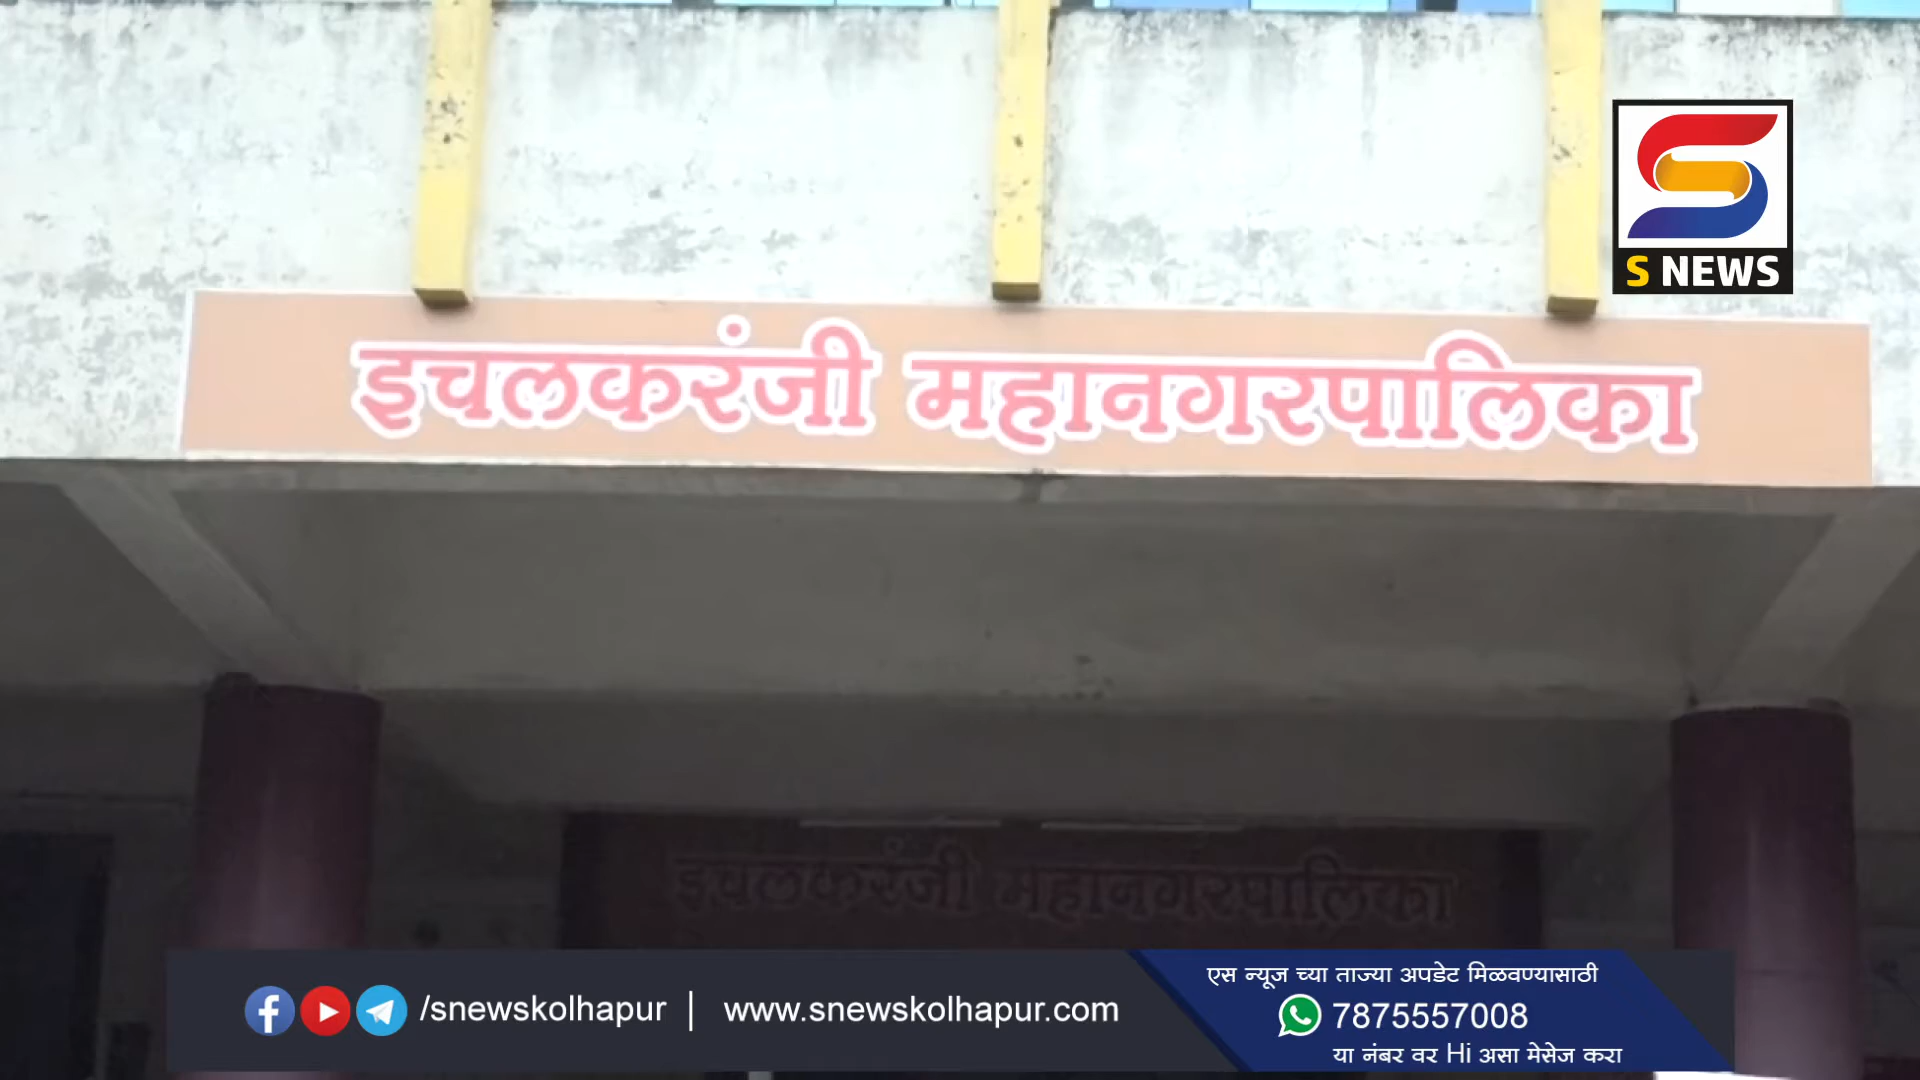 S NEWS
इचलकरंजी महानगरपालिका
इचलकरंजी महानगरपालिका
/snewskolhapur | www.snewskolhapur.com
एस न्यूज च्या ताज्या अपडेट मिळवण्यासाठी
7875557008
या नंबर वर Hi असा मेसेज करा